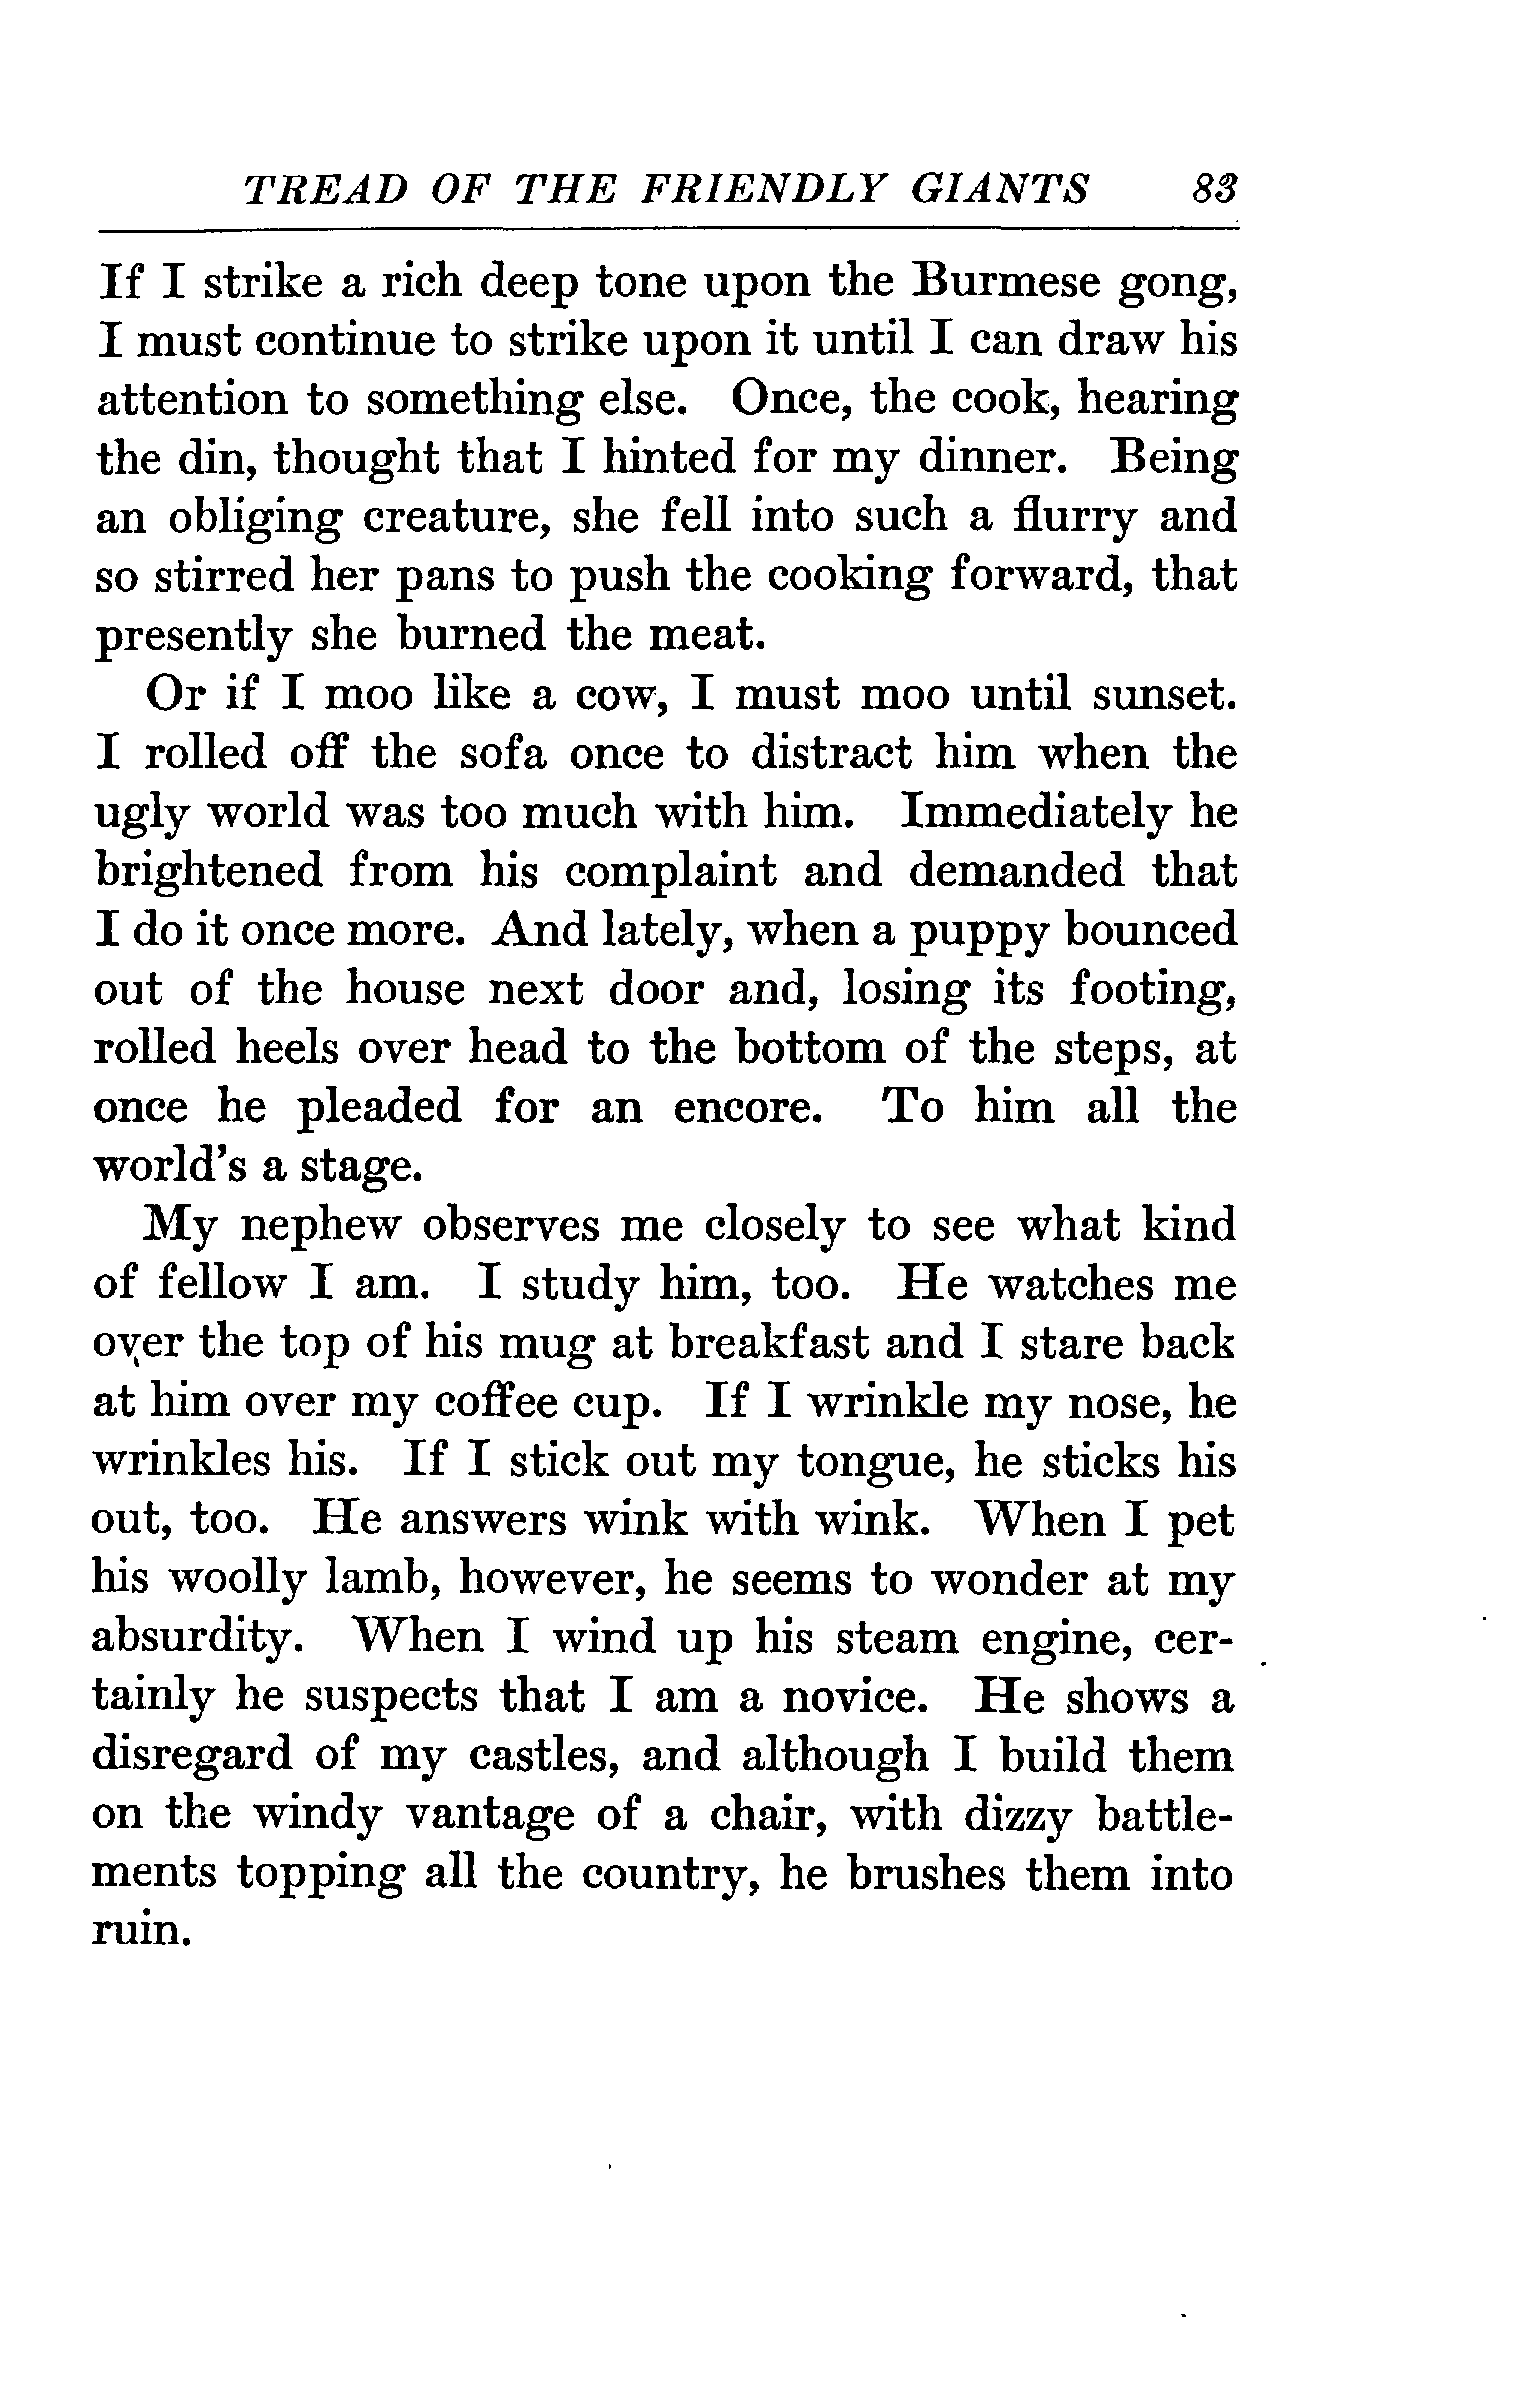 TREAD OF THE FRIENDLY GIANTS 83
If I strike a rich deep tone upon the Burmese gong,
I must continue to strike upon it until I can draw his
attention to something else. Once, the cook, hearing
the din, thought that I hinted for my dinner. Being
an obliging creature, she fell into such a flurry and
so stirred her pans to push the cooking forward, that
presently she burned the meat.
Or if I moo like a cow, I must moo until sunset.
I rolled off the sofa once to distract him when the
ugly world was too much with him. Immediately he
brightened from his complaint and demanded that
I do it once more. And lately, when a puppy bounced
out of the house next door and, losing its footing,
rolled heels over head to the bottom of the steps, at
once he pleaded for an encore. To him all the
world's a stage.
My nephew observes me closely to see what kind
of fellow I am. I study him, too. He watches me
over the top of his mug at breakfast and I stare back
at him over my coffee cup. If I wrinkle my nose, he
wrinkles his. If I stick out my tongue, he sticks his
out, too. He answers wink with wink. When I pet
his woolly lamb, however, he seems to wonder at my
absurdity. When I wind up his steam engine, cer-
tainly he suspects that I am a novice. He shows a
disregard of my castles, and although I build them
on the windy vantage of a chair, with dizzy battle-
ments topping all the country, he brushes them into
ruin.